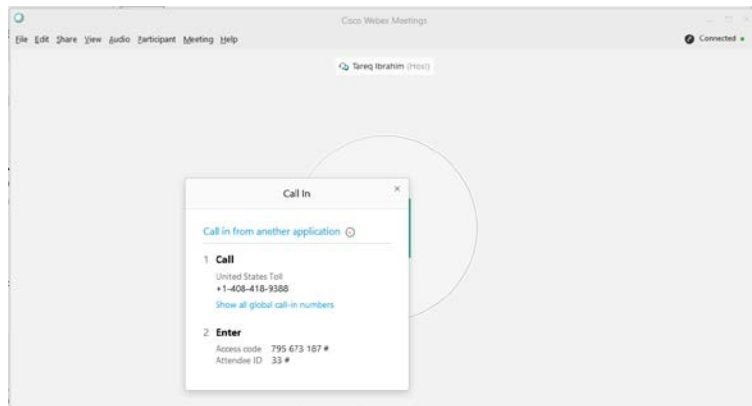 Cisco Webex Meetings
File Edit Share View Audio Participant Meeting Help
Connected
Tareq Ibrahim (Host)
Call In
Call in from another application
1 Call
United States Toll
+1-408-418-9388
Show all global call-in numbers
2 Enter
Access code 795 673 187 #
Attendee ID 33 #